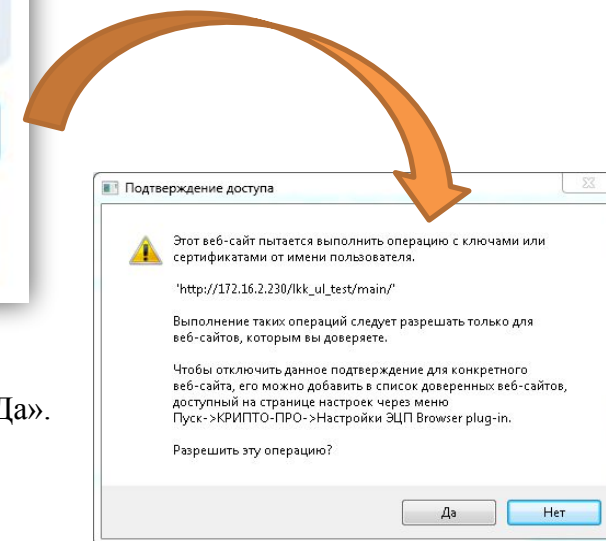 Подтверждение доступа
Этот веб-сайт пытается выполнить операцию с ключами или
сертификатами от имени пользователя.
'http://172.16.2.230/lkk_ul_test/main/'
Выполнение таких операций следует разрешать только для
веб-сайтов, которым вы доверяете.
Чтобы отключить данное подтверждение для конкретного
веб-сайта, его можно добавить в список доверенных веб-сайтов,
доступный на странице настроек через меню
Пуск->КРИПТО-ПРО->Настройки ЭЦП Browser plug-in.
Да».
Разрешить эту операцию?
Да Нет